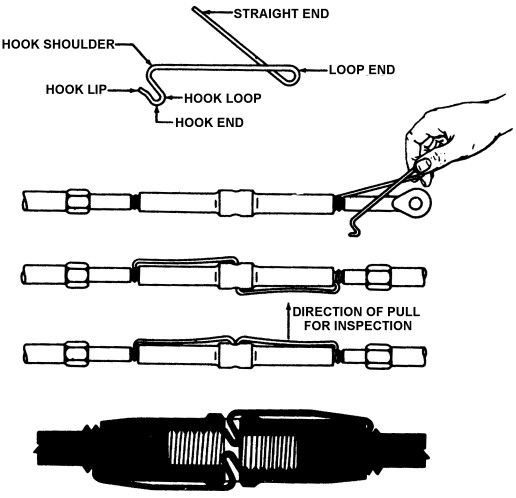 STRAIGHT END
HOOK SHOULDER
LOOP END
HOOK LIP
HOOK LOOP
HOOK END
DIRECTION OF PULL
FOR INSPECTION